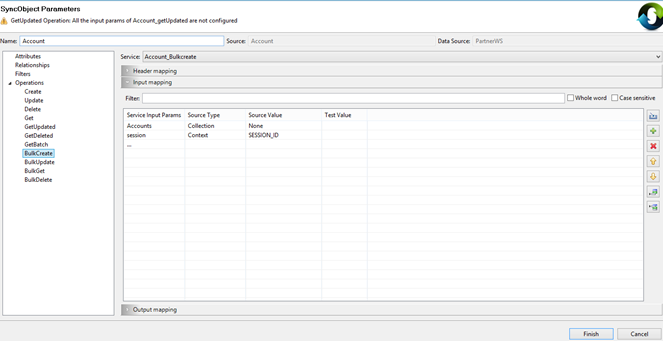 SyncObject Parameters
GetUpdated Operation: All the input params of Account_getUpdated are not configured
Name: Account Source: Account Data Source: PartnerWS
Attributes
Relationships
Filters
Operations
Create
Update
Delete
Get
GetUpdated
GetDeleted
GetBatch
BulkCreate
BulkUpdate
BulkGet
BulkDelete
Service: Account_Bulkcreate
Header mapping
Input mapping
Filter: Whole word Case sensitive
Service Input Params Source Type Source Value Test Value
Accounts Collection None
session Context SESSION_ID
...
Output mapping
Finish Cancel